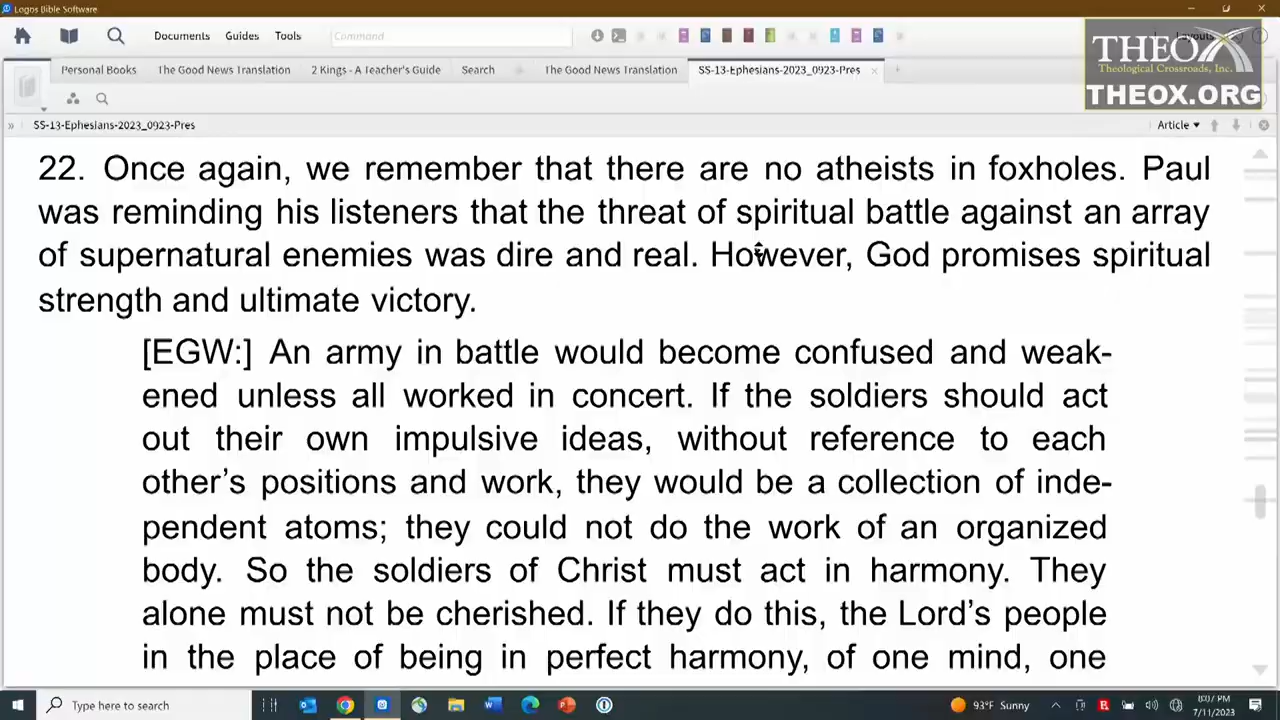 Logos Bible Software
Documents Guides Tools Command
THEOX
Theological Crossroads, Inc.
THEOX.ORG
Personal Books The Good News Translation 2 Kings - A Teacher's Gui The Good News Translation SS-13-Ephesians-2023_0923-Pres
SS-13-Ephesians-2023_0923-Pres Article
22. Once again, we remember that there are no atheists in foxholes. Paul
was reminding his listeners that the threat of spiritual battle against an array
of supernatural enemies was dire and real. However, God promises spiritual
strength and ultimate victory.
[EGW:] An army in battle would become confused and weak-
ened unless all worked in concert. If the soldiers should act
out their own impulsive ideas, without reference to each
other's positions and work, they would be a collection of inde-
pendent atoms; they could not do the work of an organized
body. So the soldiers of Christ must act in harmony. They
alone must not be cherished. If they do this, the Lord's people
in the place of being in perfect harmony, of one mind, one
Type here to search 93°F Sunny 8:07 PM
7/11/2023